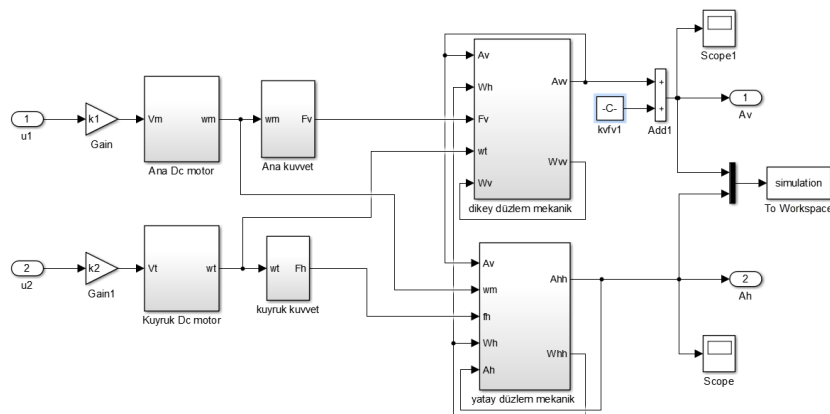 1
u1
k1
Gain
Vm
wm
Ana Dc motor
wm
Fv
Ana kuvvet
Av
Wh
Fv
wt
Wv
Avv
Wvv
dikey düzlem mekanik
-C-
kvfv1
+
+
Add1
Scope1
1
Av
simulation
To Workspace
2
u2
k2
Gain1
Vt
wt
Kuyruk Dc motor
wt
Fh
kuyruk kuvvet
Av
wm
fh
Wh
Ah
Ahh
Whh
yatay düzlem mekanik
2
Ah
Scope